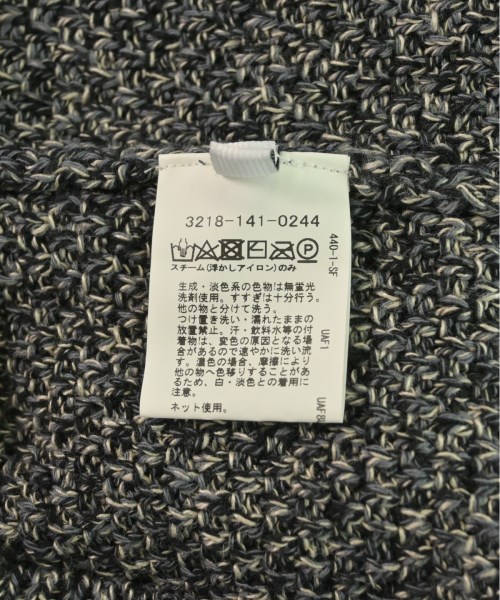 3218-141-0244
スチーム(浮かしアイロン)のみ
生成・淡色系の色物は無蛍光
洗剤使用。すすぎは十分行う。
他の物と分けて洗う。
つけ置き洗い・濡れたままの
放置禁止。汗・飲料水等の付
着物は、変色の原因となる場
合があるので速やかに洗い流
す。濃色の場合、摩擦により
他の物へ色移りすることがあ
るため、白・淡色との着用に
注意。
ネット使用。
440-1-SF
UAF1